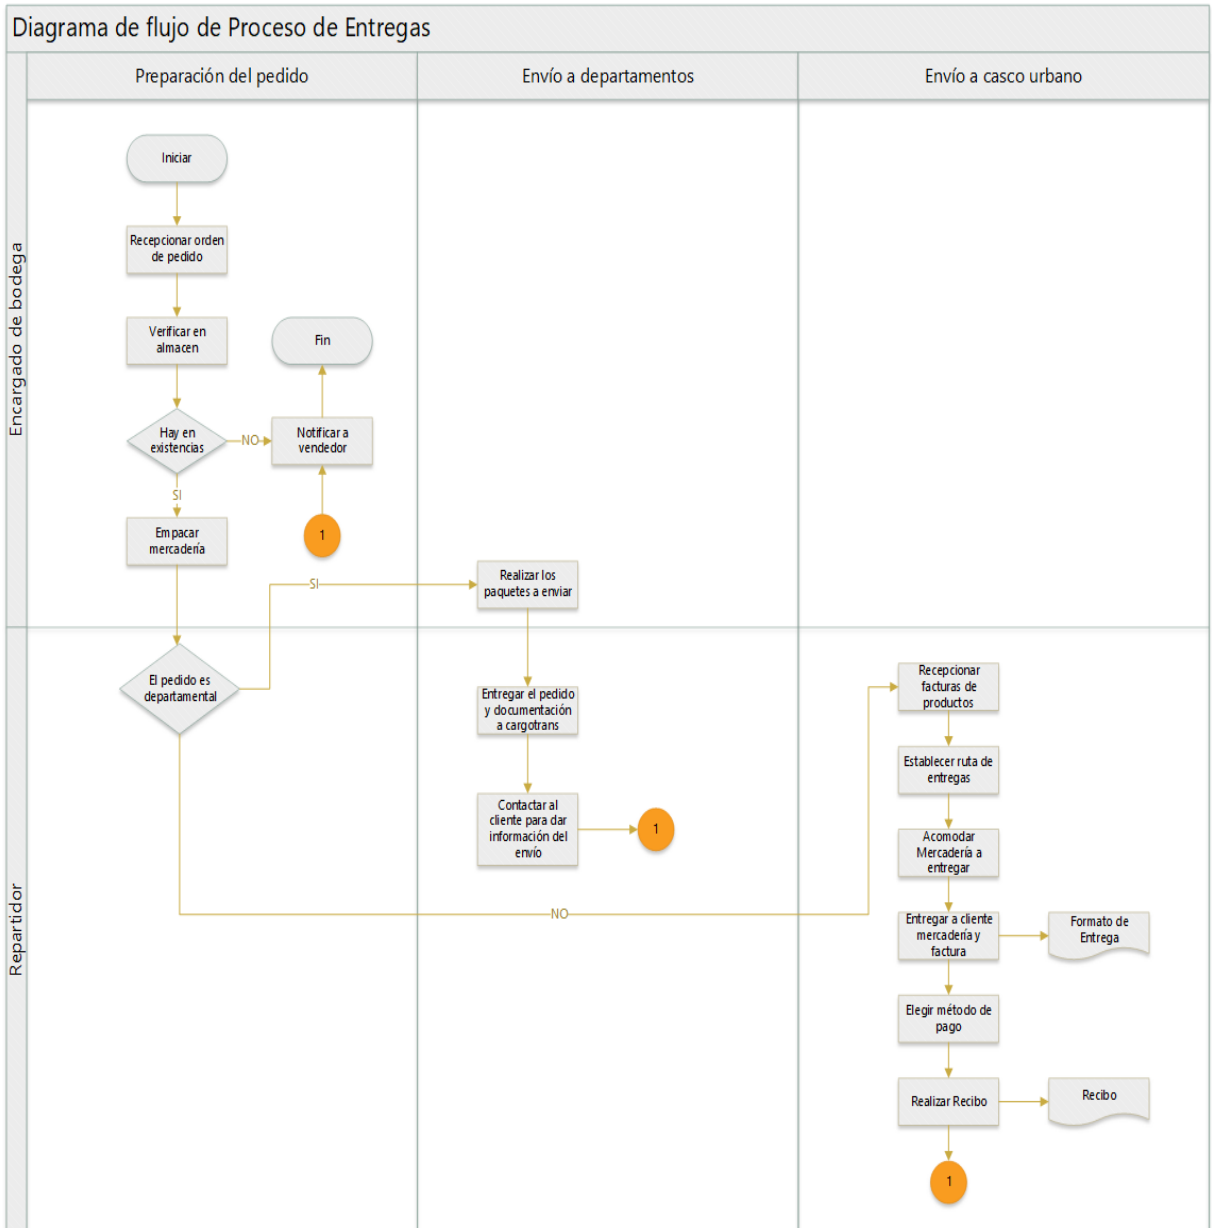 Diagrama de flujo de Proceso de Entregas
Preparación del pedido
Envío a departamentos
Envío a casco urbano
Encargado de bodega
Iniciar
Recepcionar orden
de pedido
Verificar en
almacen
Fin
Hay en
existencias
NO
Notificar a
vendedor
SI
Empacar
mercadería
1
SI
Realizar los
paquetes a enviar
Repartidor
El pedido es
departamental
Entregar el pedido
y documentación
a cargotrans
Contactar al
cliente para dar
información del
envío
1
NO
Recepcionar
facturas de
productos
Establecer ruta de
entregas
Acomodar
Mercadería a
entregar
Entregar a cliente
mercadería y
factura
Formato de
Entrega
Elegir método de
pago
Realizar Recibo
Recibo
1